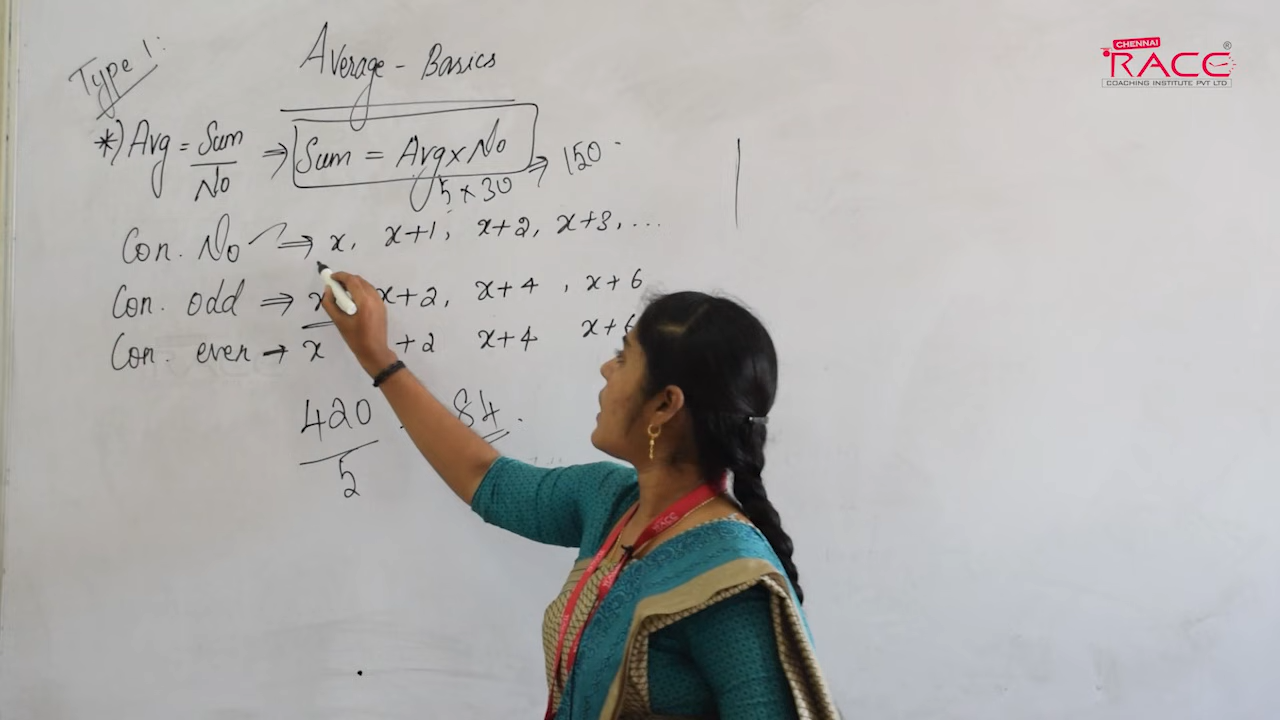 Type 1:
Average - Basics
*) Avg = Sum / No ⇒ Sum = Avg x No
5 x 30 ⇒ 150
Con. No ⇒ x, x+1, x+2, x+3, ...
Con. odd ⇒ x x+2, x+4, x+6
Con. even → x +2 x+4 x+6
420 / 5 84.
CHENNAI
RACE
COACHING INSTITUTE PVT LTD
RACE